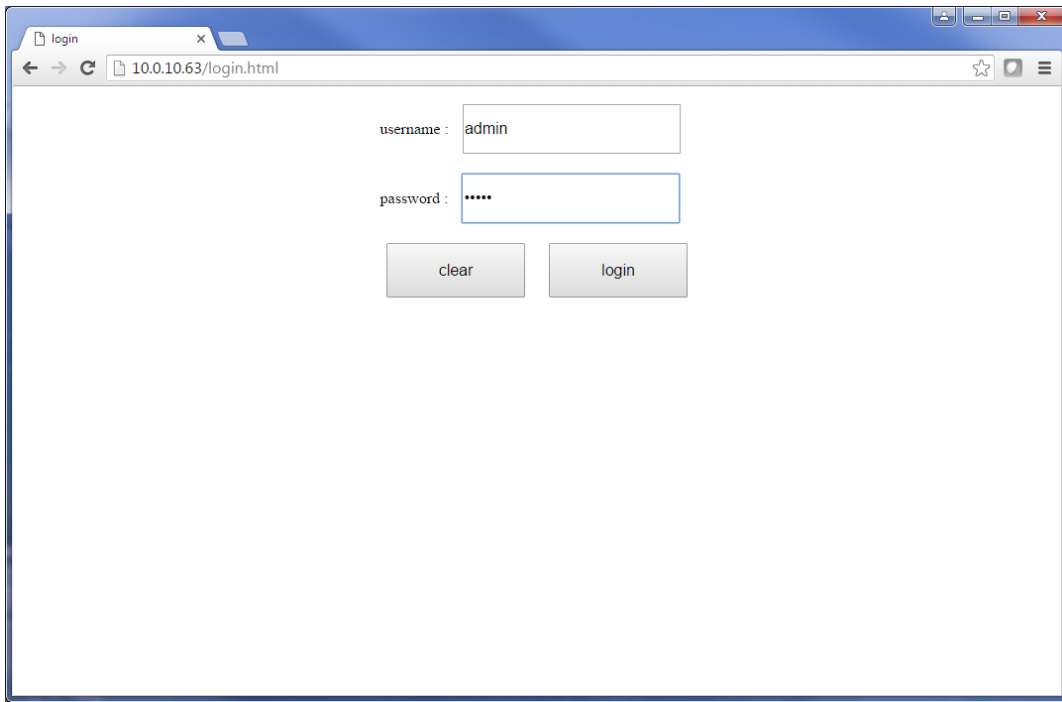 login
10.0.10.63/login.html
username : admin
password : •••••
clear login